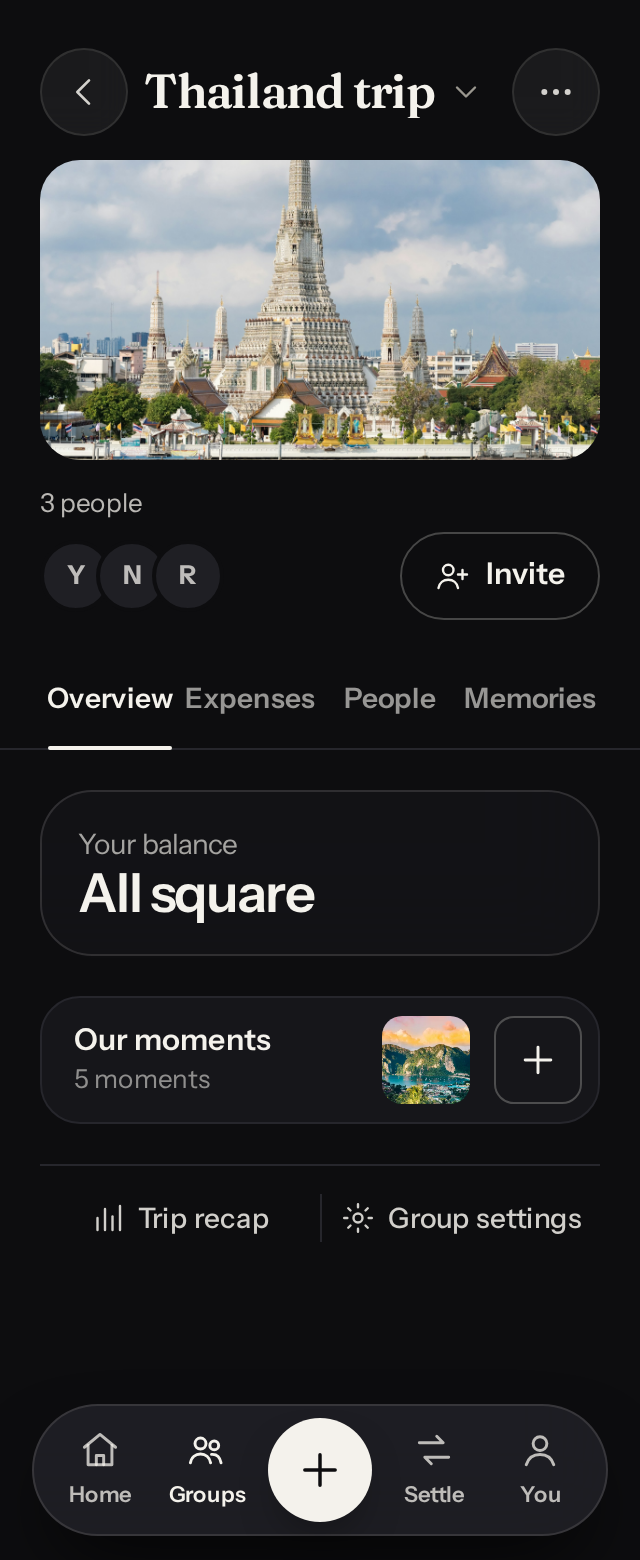 Thailand trip
3 people
Y N R
Invite
Overview Expenses People Memories
Your balance
All square
Our moments
5 moments
Trip recap
Group settings
Home Groups Settle You